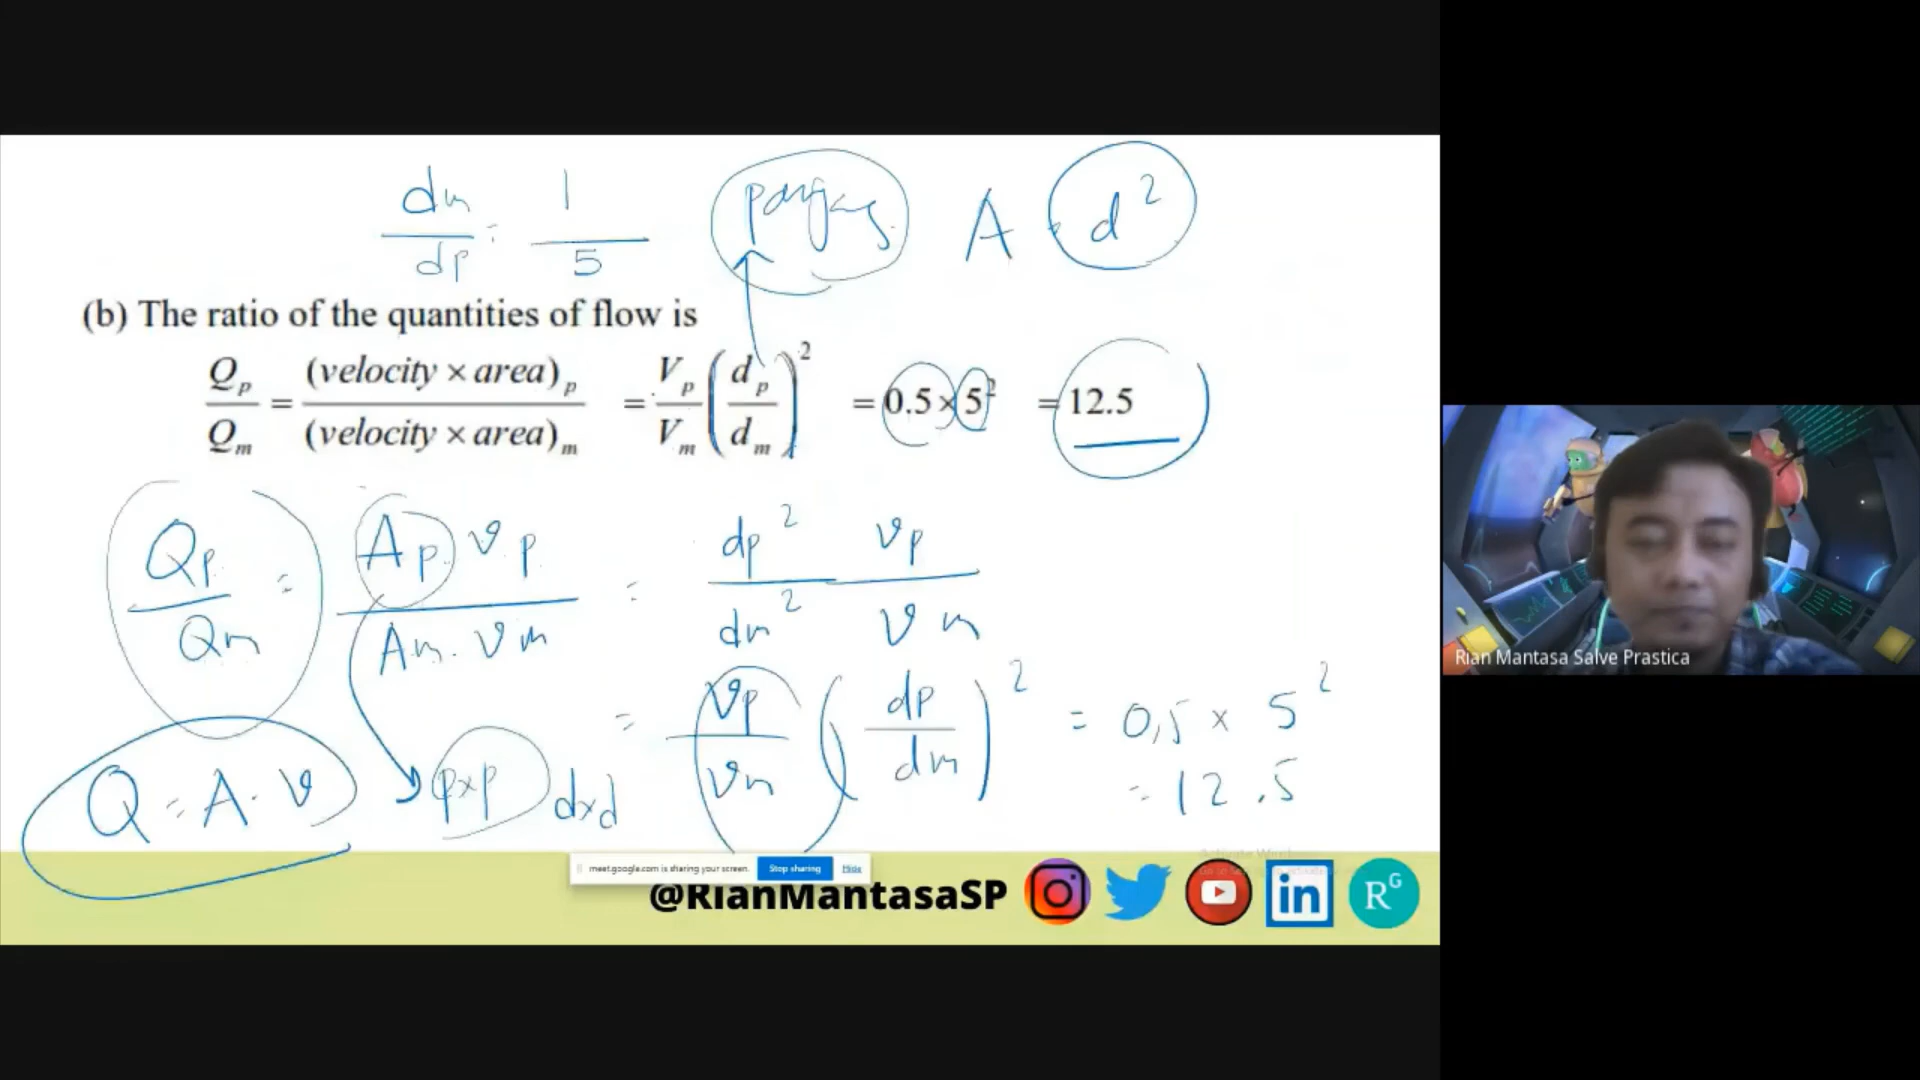 dm / dp = 1 / 5
A d²
(b) The ratio of the quantities of flow is
Qp / Qm = (velocity × area)p / (velocity × area)m = Vp / Vm (dp / dm)² = 0.5 × 5² = 12.5
Qp / Qm = Ap vp / Am · vm = dp² vp / dm² vm
= vp / vm (dp / dm)² = 0,5 × 5²
= 12.5
Q = A · v
p×p
d×d
meet.google.com is sharing your screen. Stop sharing Hide
@RianMantasaSP
in
RG
Rian Mantasa Salve Prastica